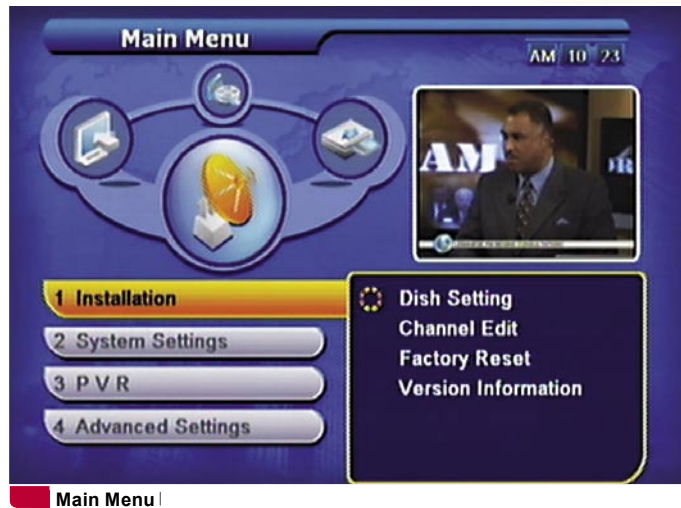 Main Menu
AM 10 23
AM
1 Installation
2 System Settings
3 P V R
4 Advanced Settings
Dish Setting
Channel Edit
Factory Reset
Version Information
Main Menu